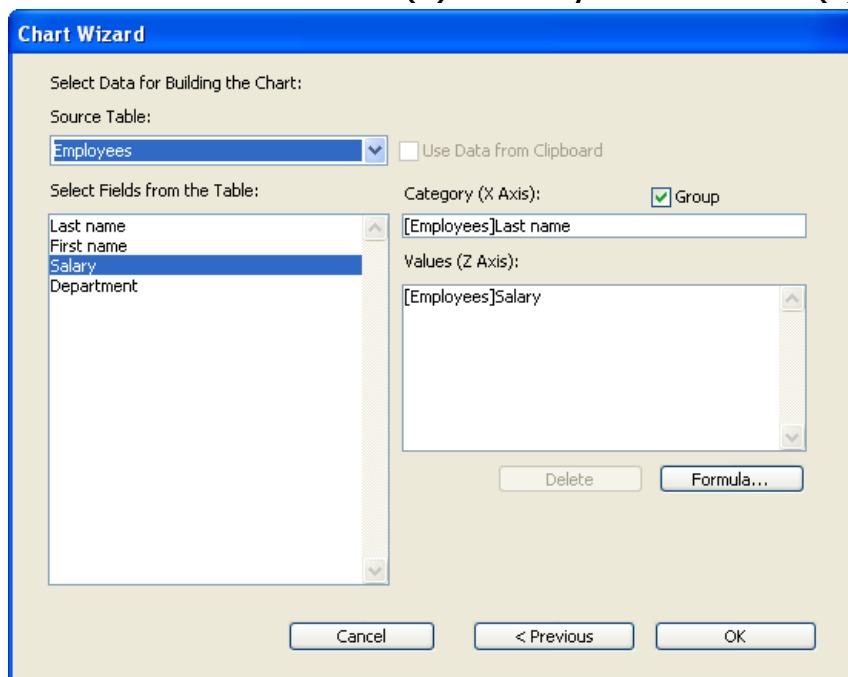 Chart Wizard
Select Data for Building the Chart:
Source Table:
Employees
Use Data from Clipboard
Select Fields from the Table:
Category (X Axis):
Group
Last name
First name
Salary
Department
[Employees]Last name
Values (Z Axis):
[Employees]Salary
Delete
Formula...
Cancel
< Previous
OK